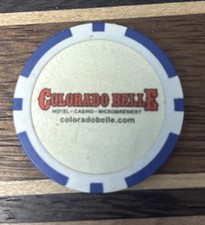 COLORADO BELLE
HOTEL - CASINO - MICROBREWERY
coloradobelle.com